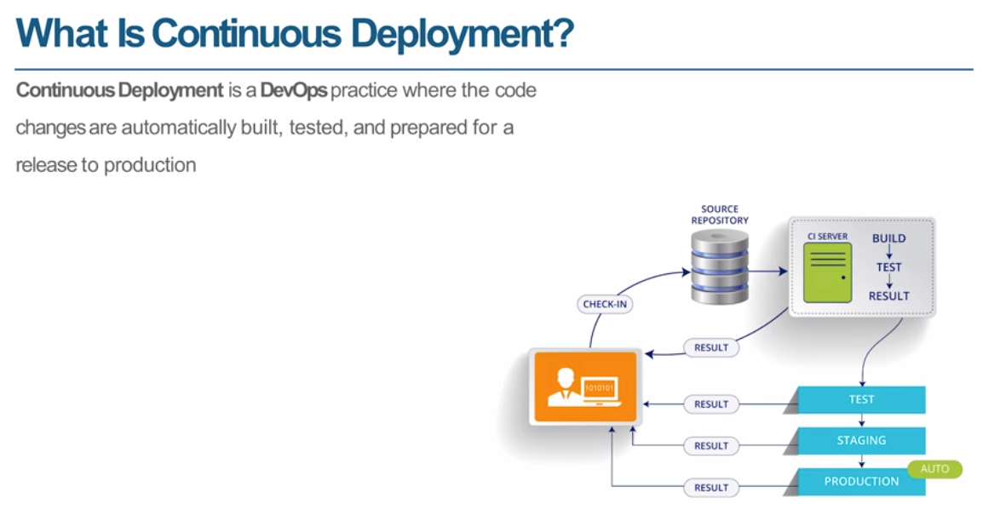 What Is Continuous Deployment?
Continuous Deployment is a DevOps practice where the code
changes are automatically built, tested, and prepared for a
release to production
SOURCE
REPOSITORY
CI SERVER
BUILD
TEST
RESULT
CHECK-IN
RESULT
1010101
RESULT
TEST
RESULT
STAGING
AUTO
RESULT
PRODUCTION